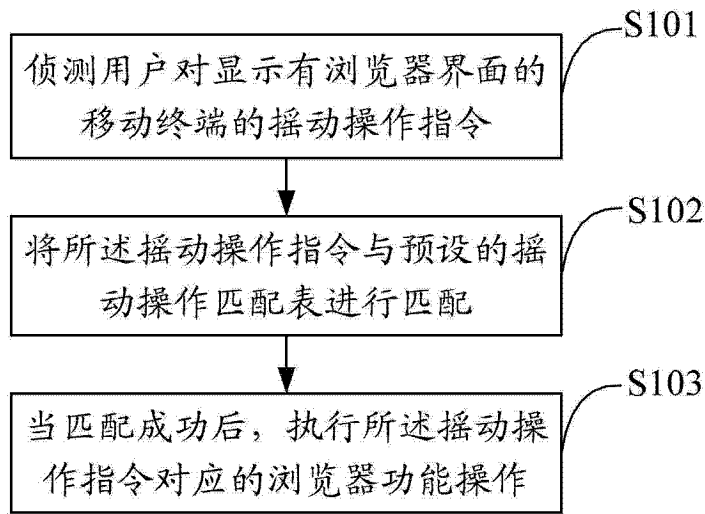 S101
侦测用户对显示有浏览器界面的
移动终端的摇动操作指令
S102
将所述摇动操作指令与预设的摇
动操作匹配表进行匹配
S103
当匹配成功后，执行所述摇动操
作指令对应的浏览器功能操作